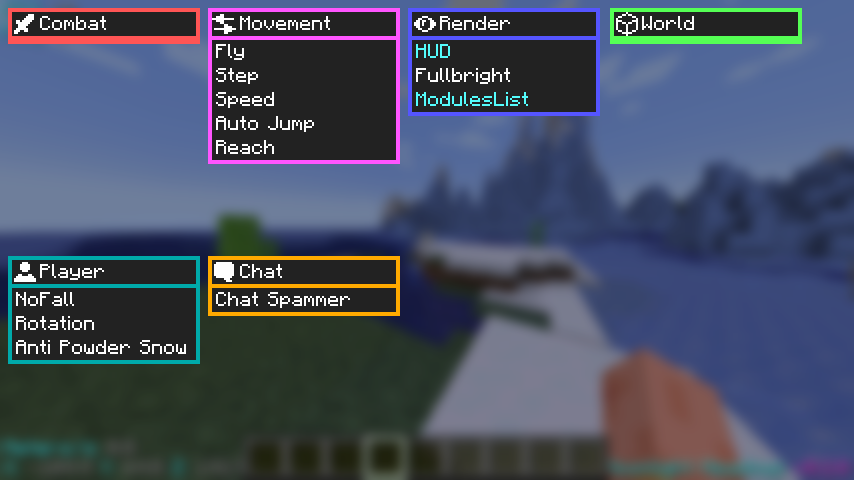 Combat
Movement
Fly
Step
Speed
Auto Jump
Reach
Render
HUD
Fullbright
ModulesList
World
Player
NoFall
Rotation
Anti Powder Snow
Chat
Chat Spammer